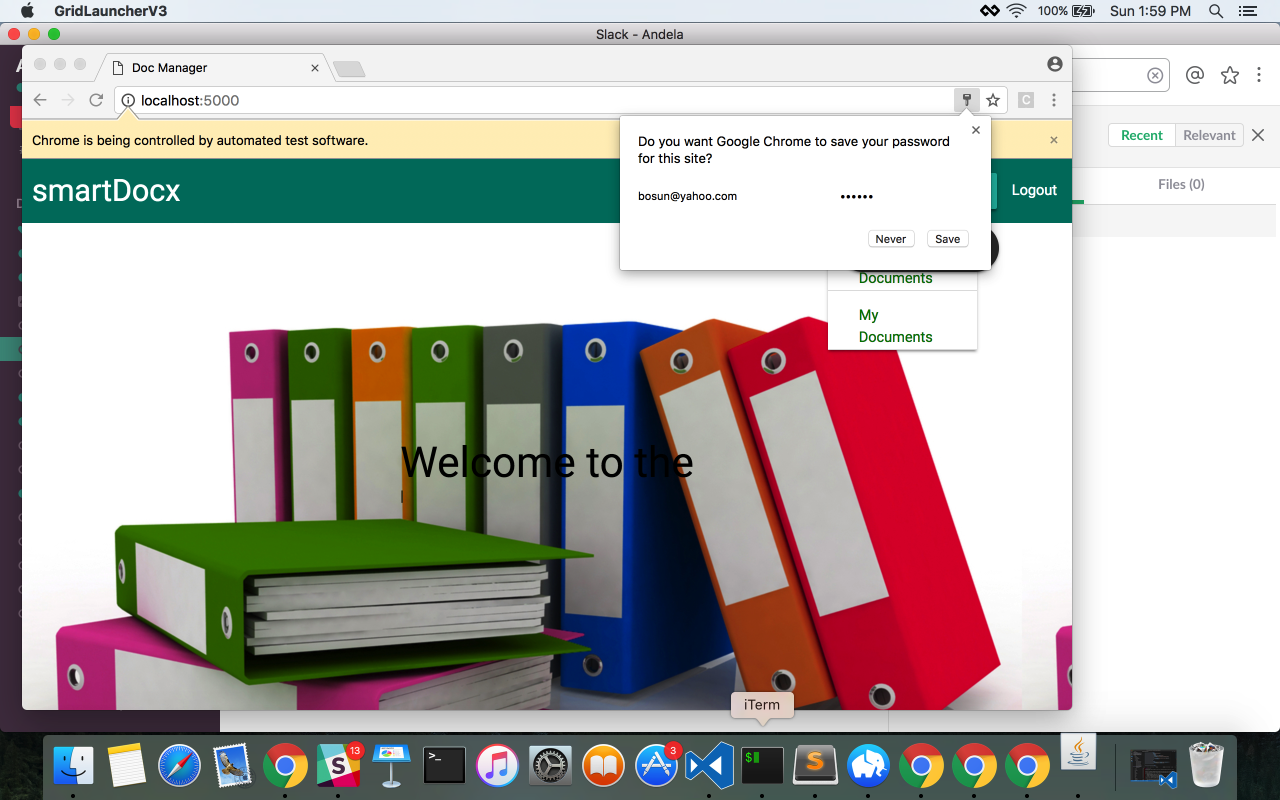 GridLauncherV3
100%
Sun 1:59 PM
Slack - Andela
Doc Manager
localhost:5000
C
Chrome is being controlled by automated test software.
Do you want Google Chrome to save your password
for this site?
bosun@yahoo.com
••••••
Never
Save
Recent
Relevant
Files (0)
smartDocx
Logout
Documents
My
Documents
Welcome to the
iTerm
13
3